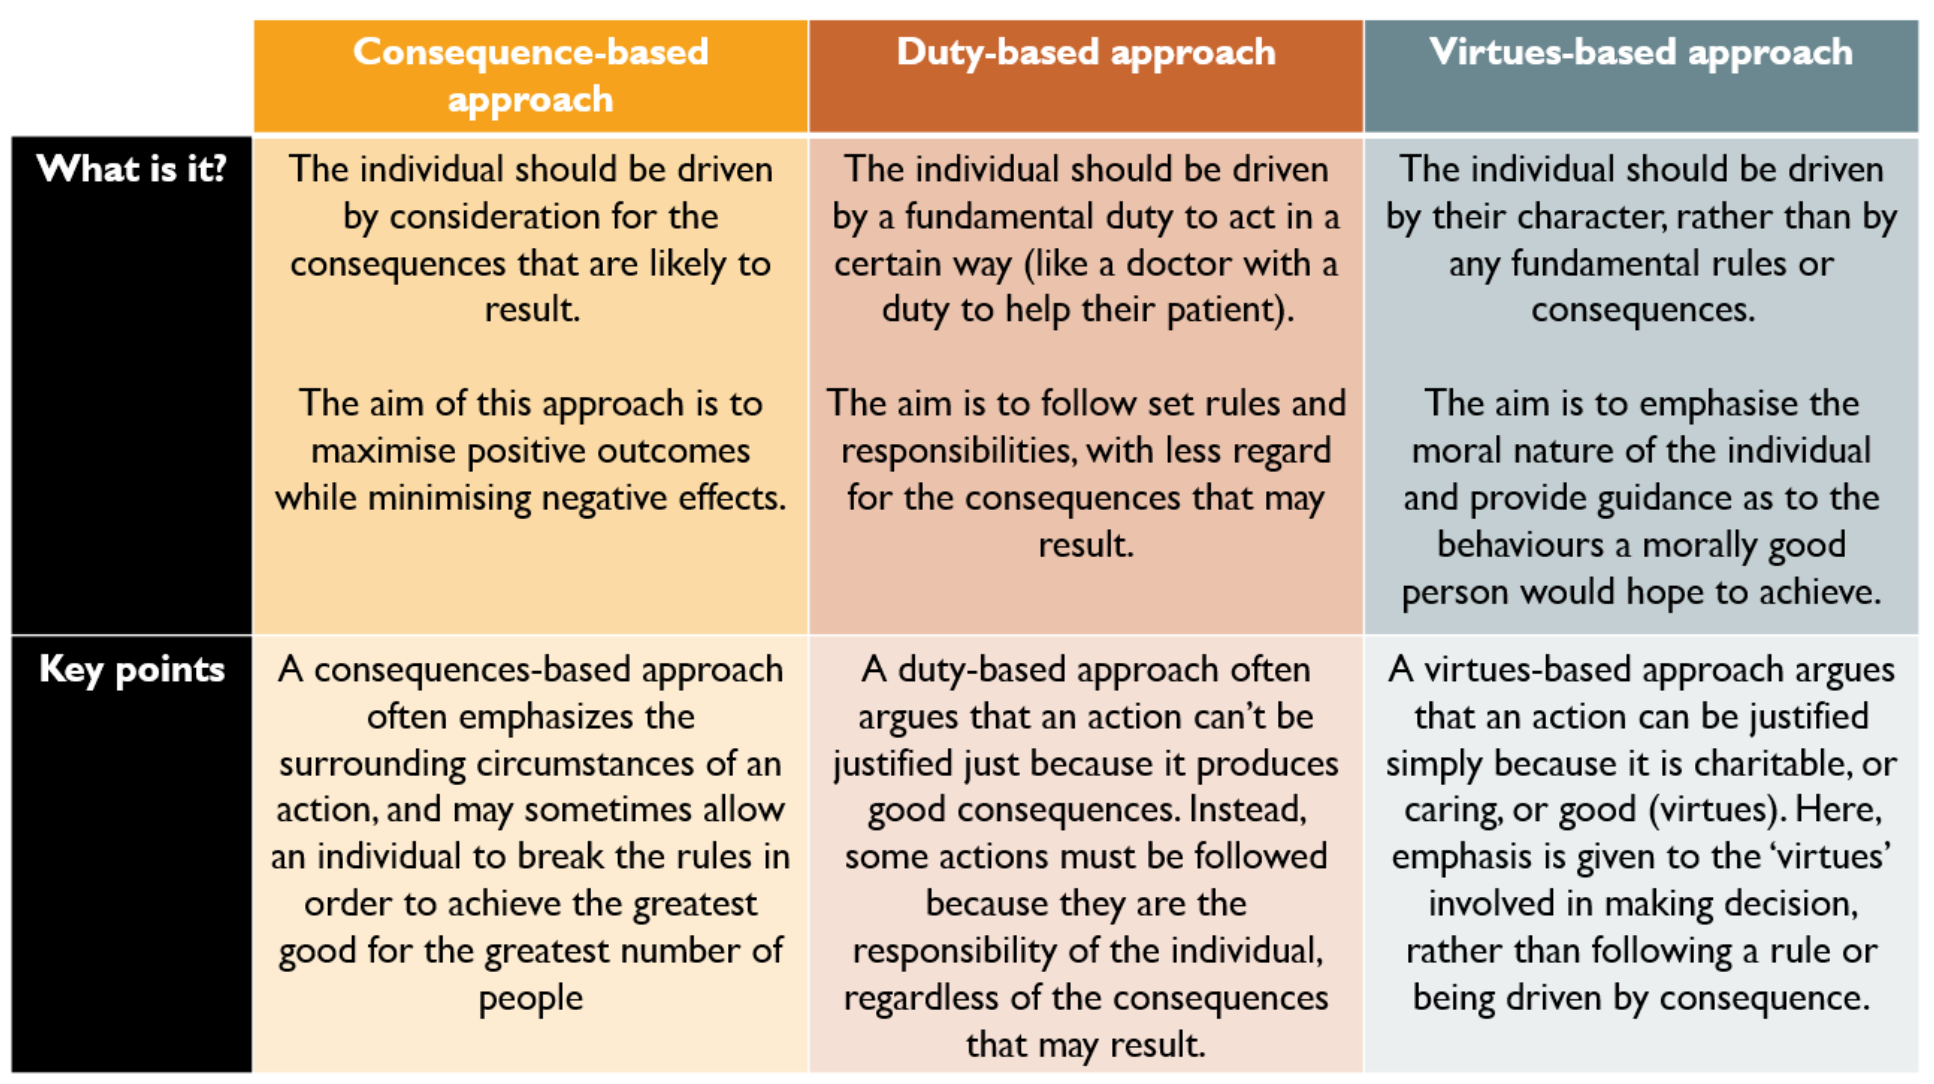 Consequence-based
approach
Duty-based approach
Virtues-based approach
What is it?
The individual should be driven
by consideration for the
consequences that are likely to
result.
The aim of this approach is to
maximise positive outcomes
while minimising negative effects.
The individual should be driven
by a fundamental duty to act in a
certain way (like a doctor with a
duty to help their patient).
The aim is to follow set rules and
responsibilities, with less regard
for the consequences that may
result.
The individual should be driven
by their character, rather than by
any fundamental rules or
consequences.
The aim is to emphasise the
moral nature of the individual
and provide guidance as to the
behaviours a morally good
person would hope to achieve.
Key points
A consequences-based approach
often emphasizes the
surrounding circumstances of an
action, and may sometimes allow
an individual to break the rules in
order to achieve the greatest
good for the greatest number of
people
A duty-based approach often
argues that an action can’t be
justified just because it produces
good consequences. Instead,
some actions must be followed
because they are the
responsibility of the individual,
regardless of the consequences
that may result.
A virtues-based approach argues
that an action can be justified
simply because it is charitable, or
caring, or good (virtues). Here,
emphasis is given to the ‘virtues’
involved in making decision,
rather than following a rule or
being driven by consequence.